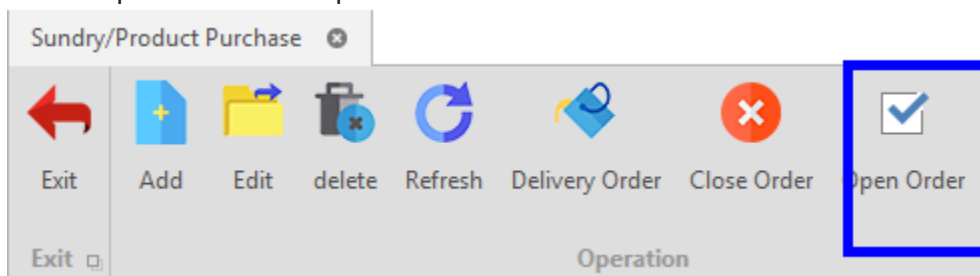 Sundry/Product Purchase
Exit Add Edit delete Refresh Delivery Order Close Order Open Order
Exit Operation